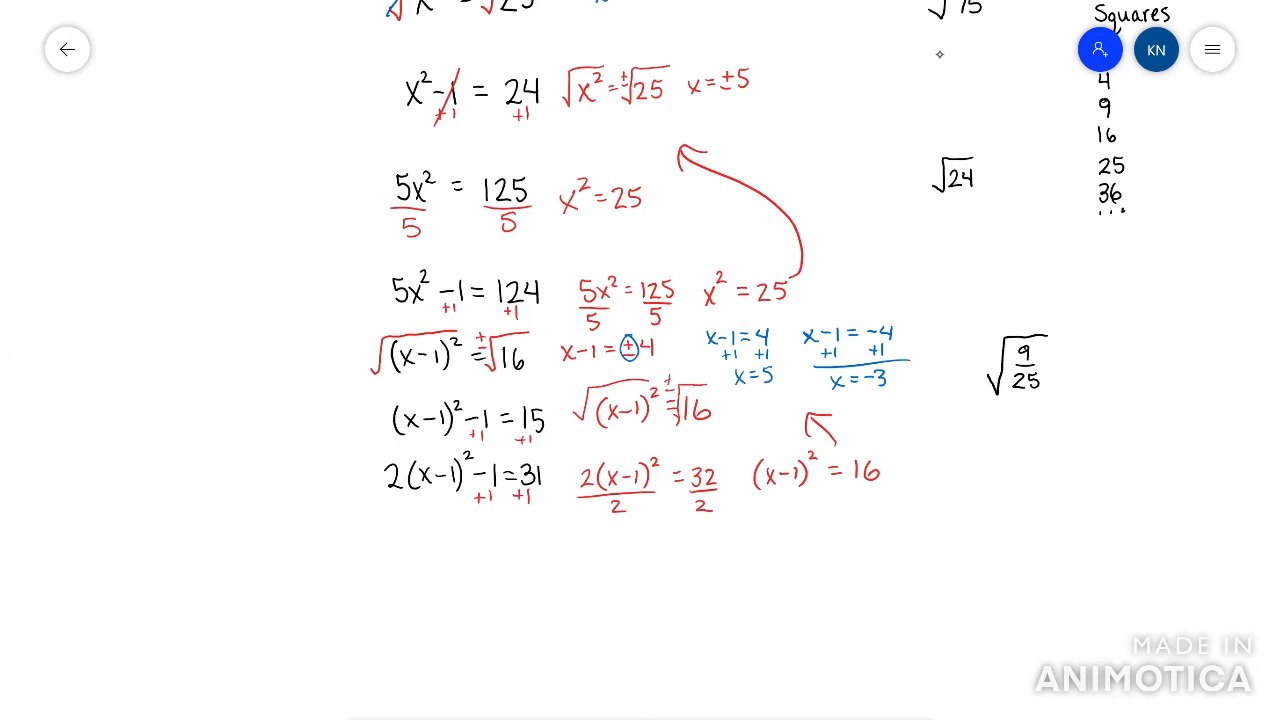 √x² = √25
√75
Squares
KN
x² - 1 = 24 √x² = ±√25 x = ±5
+1 +1
4
9
16
25
36
...
5x² = 125 x² = 25
5 5
√24
5x² - 1 = 124 5x² = 125 x² = 25
+1 +1 5 5
√(x-1)² = ±√16 x-1 = ±4 x-1 = 4 x-1 = -4
+1 +1 +1 +1
x = 5 x = -3
√9/25
(x-1)² - 1 = 15 √(x-1)² = ±√16
+1 +1
2(x-1)² - 1 = 31 2(x-1)² = 32 (x-1)² = 16
+1 +1 2 2
MADE IN
ANIMOTICA